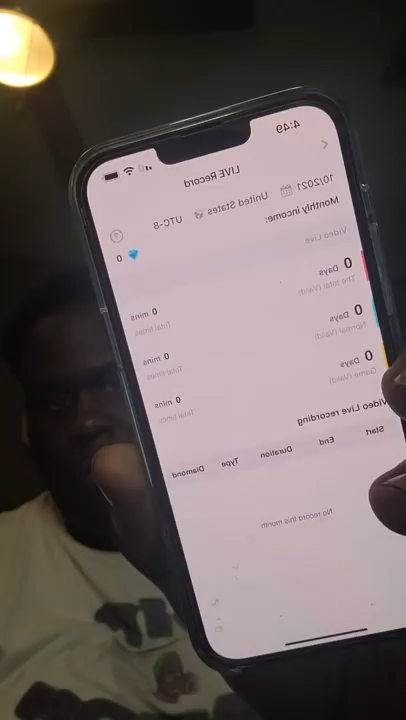 4:49
LIVE Record
10/2021 United States UTC-8
Monthly income:
0
Video Live
0 Days 0 mins
The total (Valid) Total times
0 Days 0 mins
Normal (Valid) Total times
0 Days 0 mins
Game (Valid) Total times
Video Live recording
Start End Duration Type Diamond
No record this month